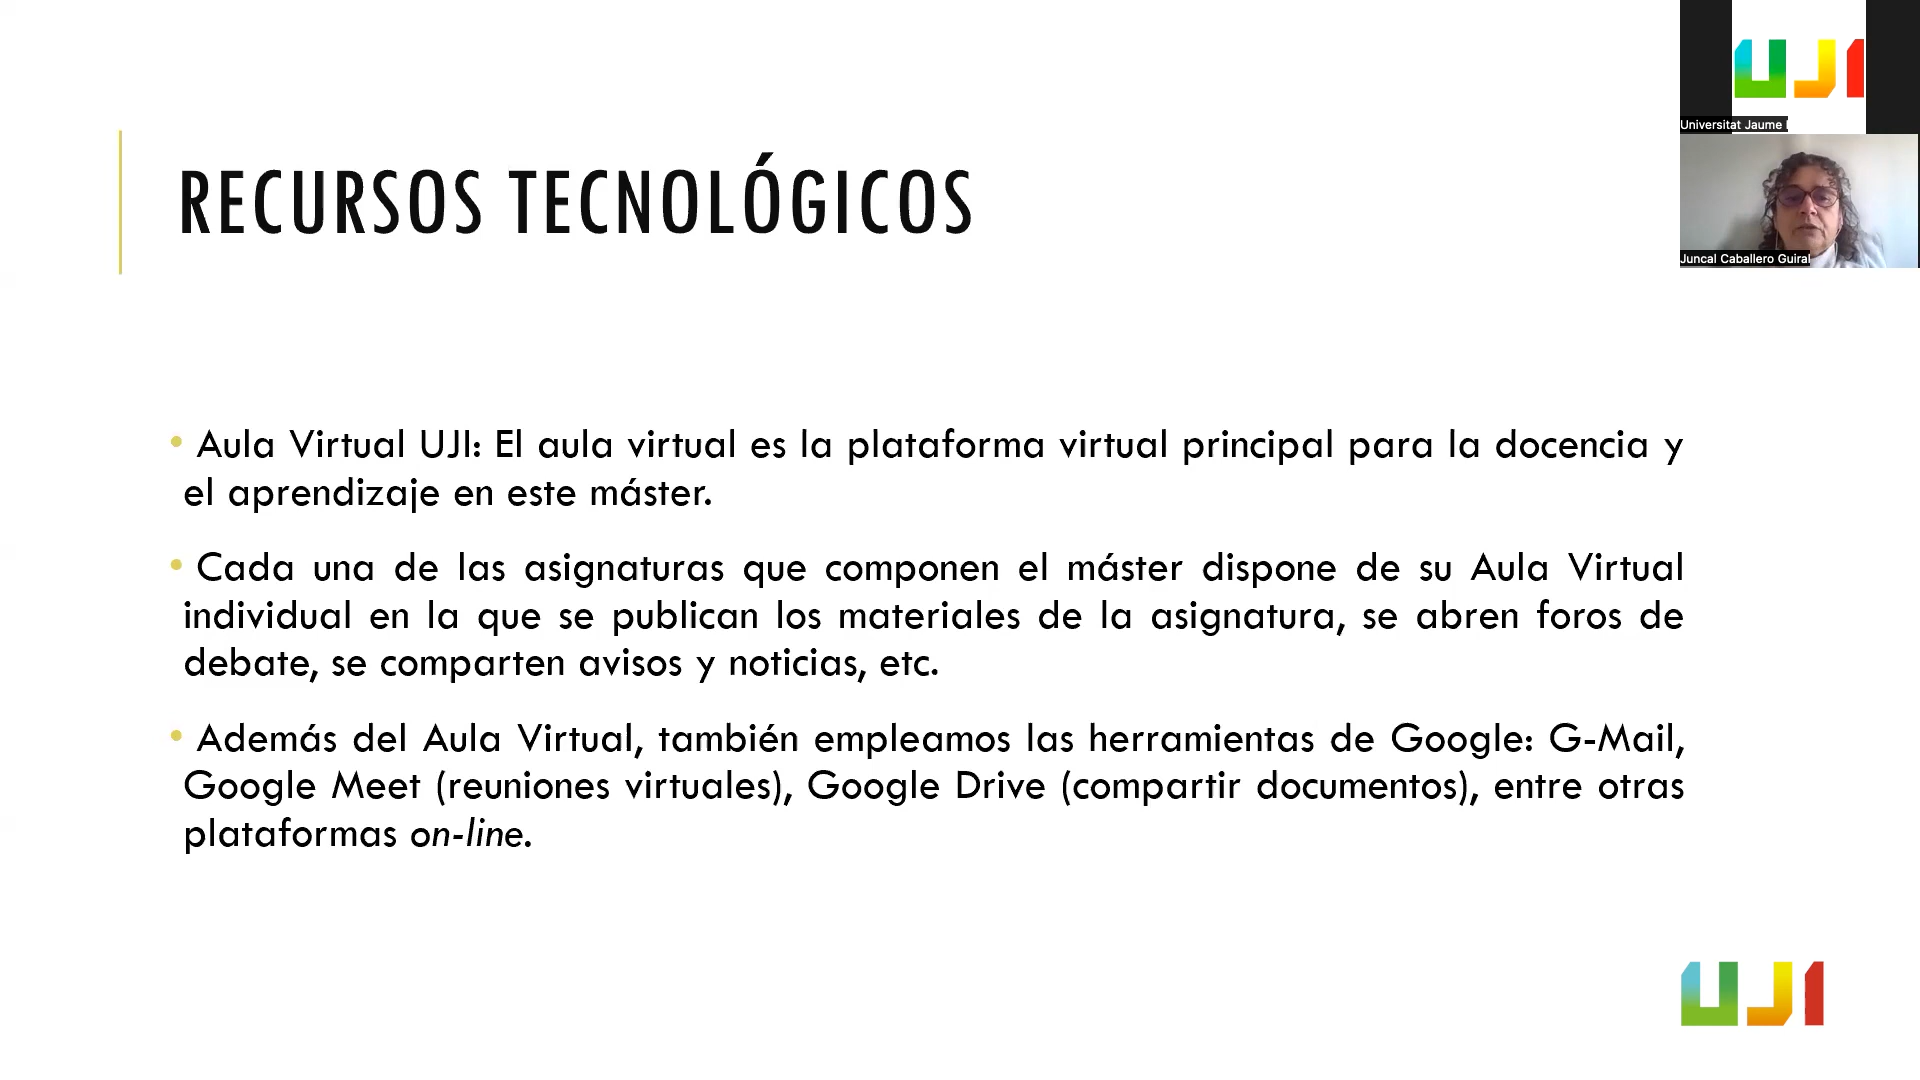 UJI
Universitat Jaume I
Juncal Caballero Guiral
RECURSOS TECNOLÓGICOS
• Aula Virtual UJI: El aula virtual es la plataforma virtual principal para la docencia y
el aprendizaje en este máster.
• Cada una de las asignaturas que componen el máster dispone de su Aula Virtual
individual en la que se publican los materiales de la asignatura, se abren foros de
debate, se comparten avisos y noticias, etc.
• Además del Aula Virtual, también empleamos las herramientas de Google: G-Mail,
Google Meet (reuniones virtuales), Google Drive (compartir documentos), entre otras
plataformas on-line.
UJI